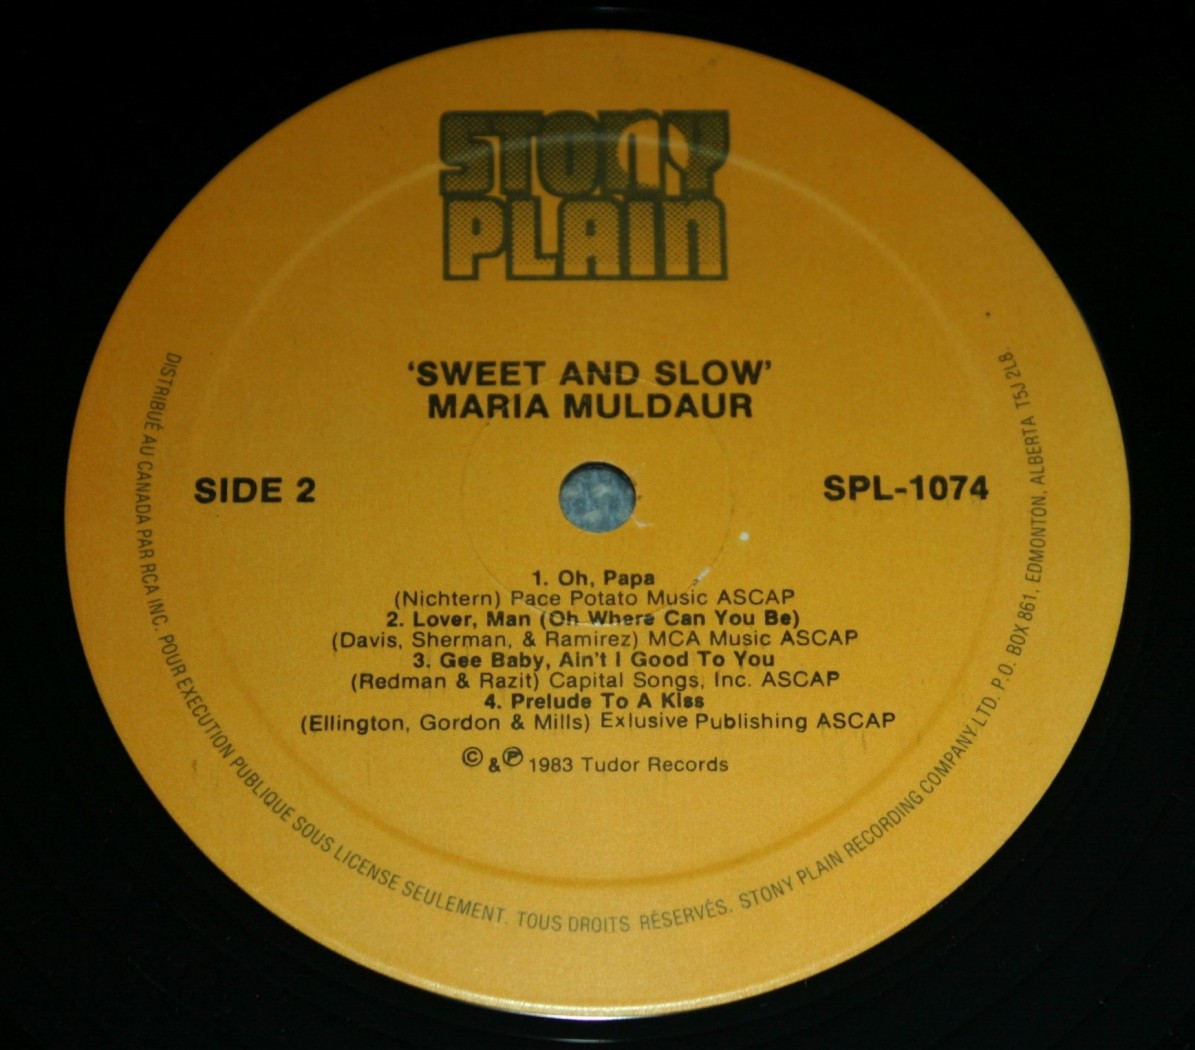 STONY
PLAIN
'SWEET AND SLOW'
MARIA MULDAUR
SIDE 2
SPL-1074
1. Oh, Papa
(Nichtern) Pace Potato Music ASCAP
2. Lover, Man (Oh Where Can You Be)
(Davis, Sherman, & Ramirez) MCA Music ASCAP
3. Gee Baby, Ain't I Good To You
(Redman & Razit) Capital Songs, Inc. ASCAP
4. Prelude To A Kiss
(Ellington, Gordon & Mills) Exlusive Publishing ASCAP
© & ℗ 1983 Tudor Records
DISTRIBUÉ AU CANADA PAR RCA INC. POUR EXECUTION PUBLIQUE SOUS LICENSE SEULEMENT. TOUS DROITS RÉSERVÉS. STONY PLAIN RECORDING COMPANY LTD. P.O. BOX 861, EDMONTON, ALBERTA T5J 2L8.